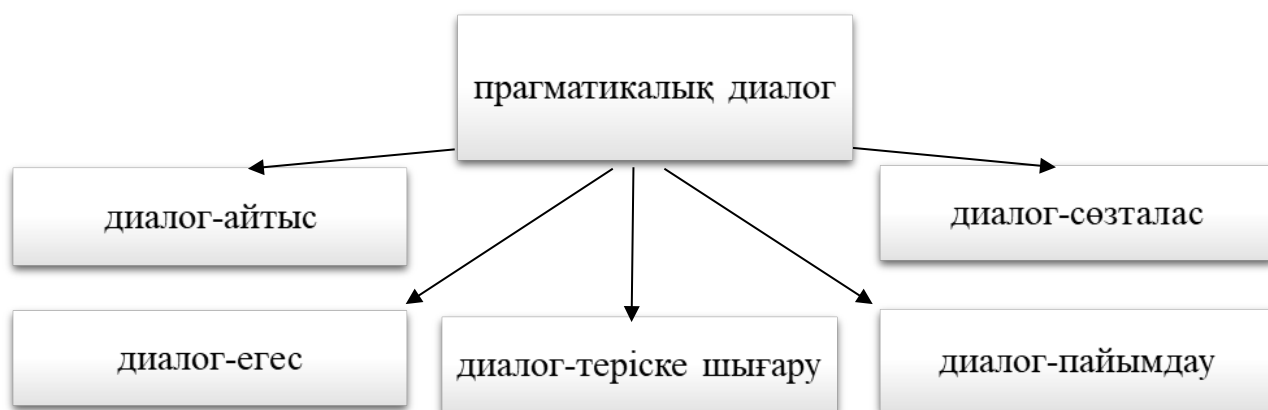 прагматикалық диалог
диалог-айтыс
диалог-сөзталас
диалог-егес
диалог-теріске шығару
диалог-пайымдау